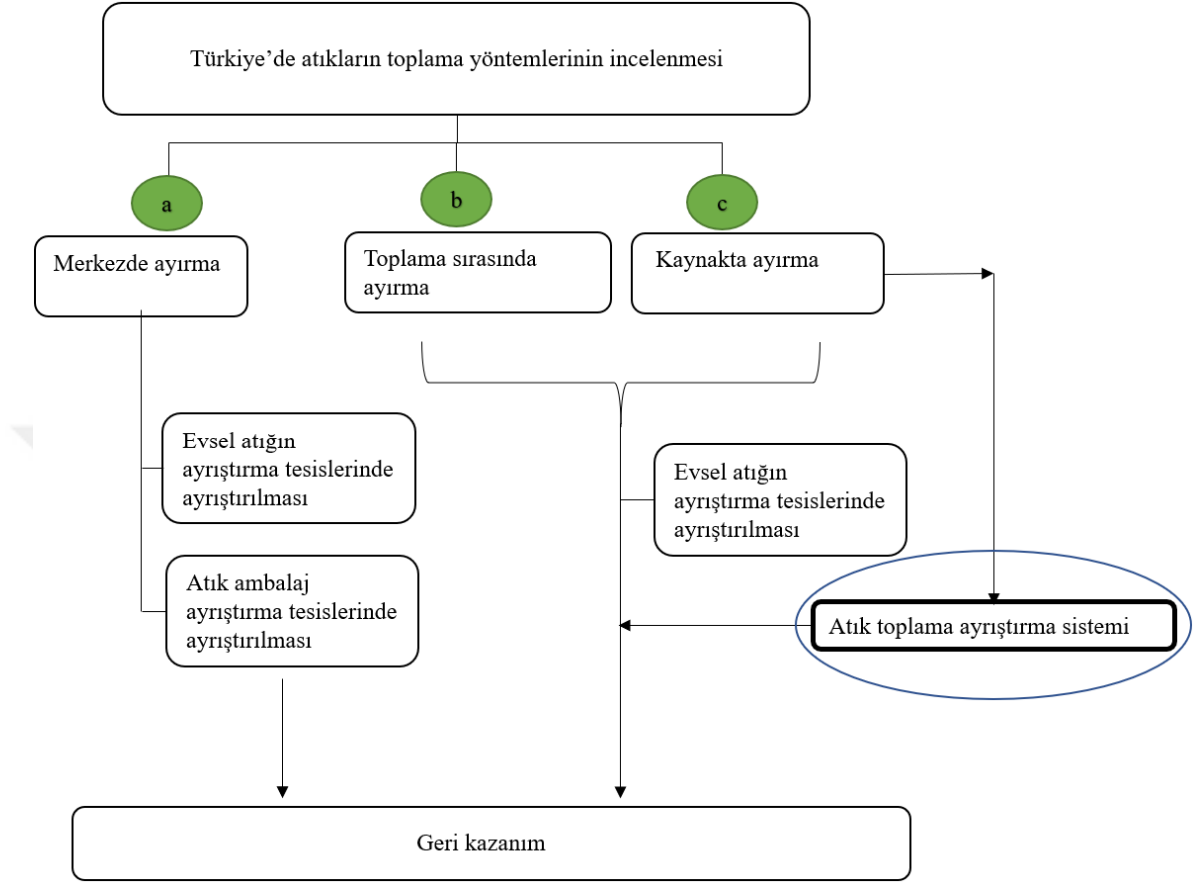 Türkiye’de atıkların toplama yöntemlerinin incelenmesi
a
b
c
Merkezde ayırma
Toplama sırasında
ayırma
Kaynakta ayırma
Evsel atığın
ayrıştırma tesislerinde
ayrıştırılması
Evsel atığın
ayrıştırma tesislerinde
ayrıştırılması
Atık ambalaj
ayrıştırma tesislerinde
ayrıştırılması
Atık toplama ayrıştırma sistemi
Geri kazanım